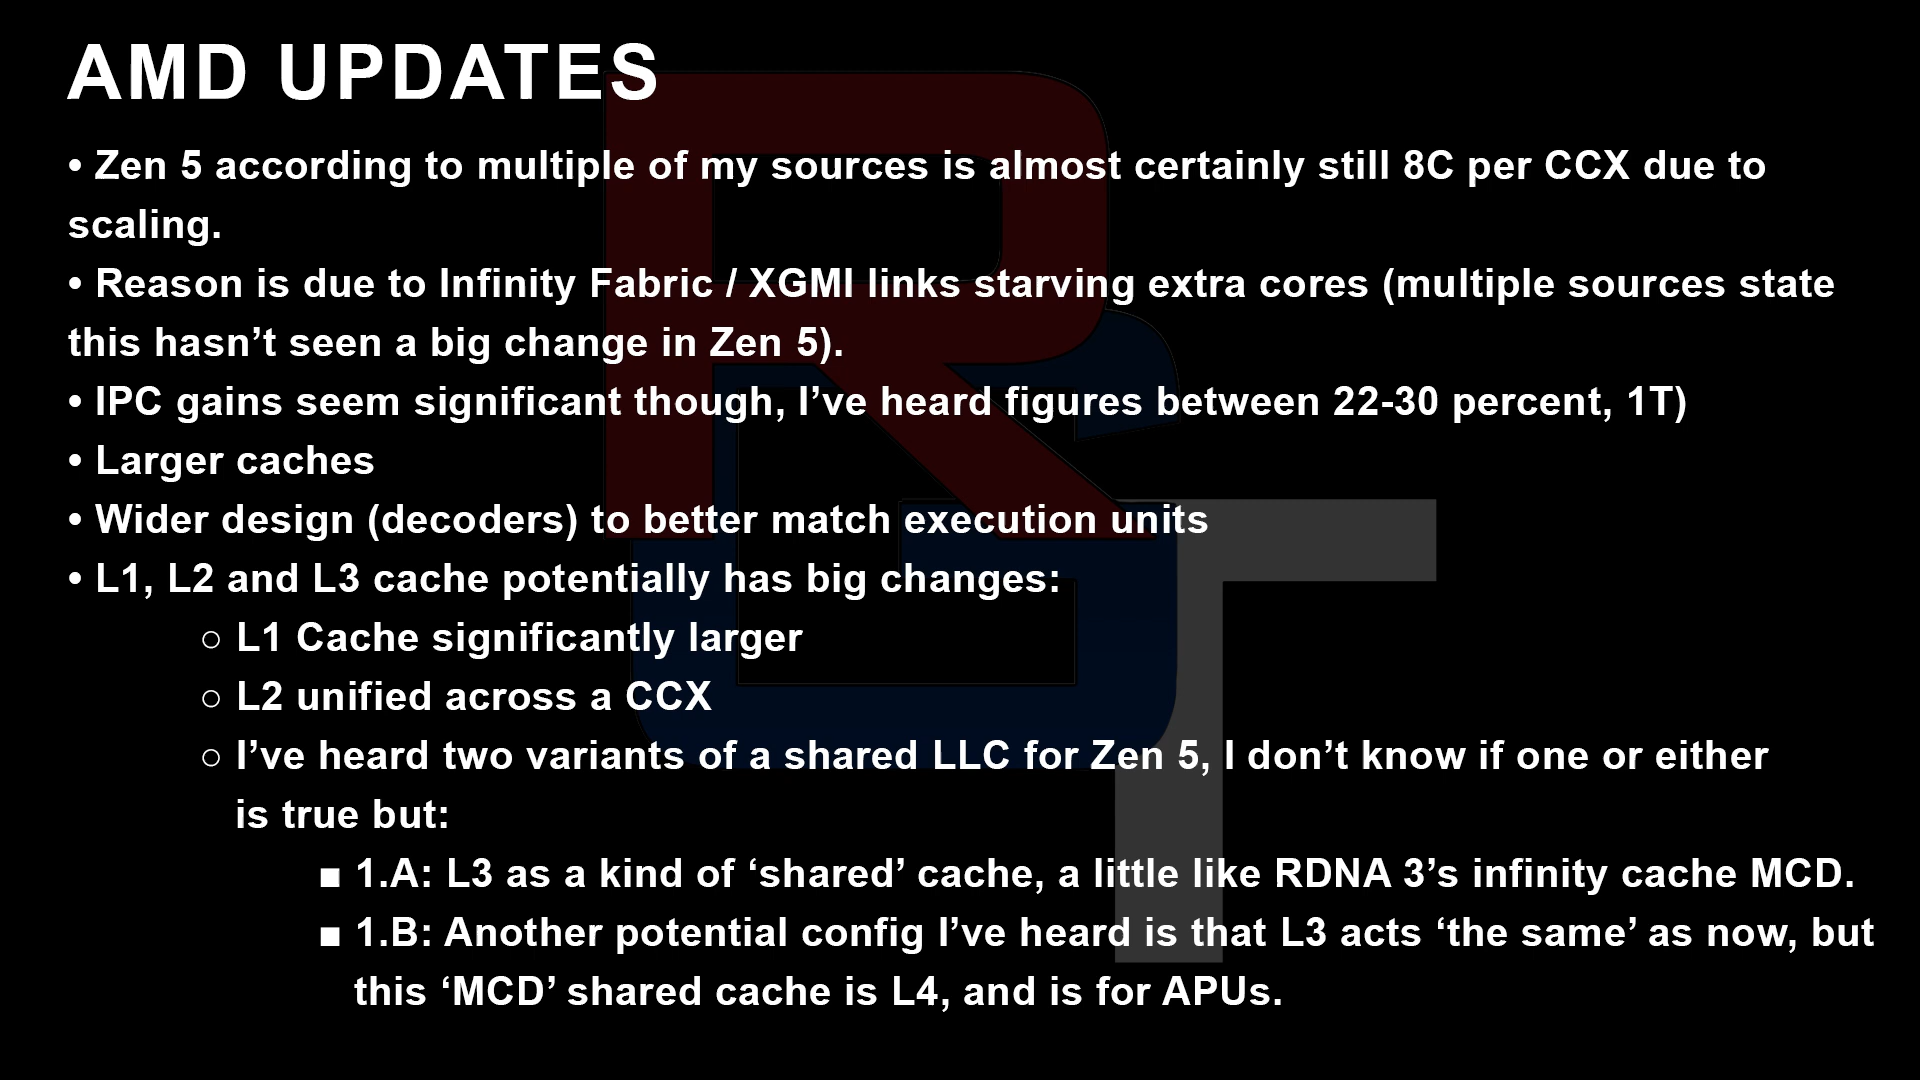 AMD UPDATES
• Zen 5 according to multiple of my sources is almost certainly still 8C per CCX due to
scaling.
• Reason is due to Infinity Fabric / XGMI links starving extra cores (multiple sources state
this hasn’t seen a big change in Zen 5).
• IPC gains seem significant though, I’ve heard figures between 22-30 percent, 1T)
• Larger caches
• Wider design (decoders) to better match execution units
• L1, L2 and L3 cache potentially has big changes:
○ L1 Cache significantly larger
○ L2 unified across a CCX
○ I’ve heard two variants of a shared LLC for Zen 5, I don’t know if one or either
is true but:
■ 1.A: L3 as a kind of ‘shared’ cache, a little like RDNA 3’s infinity cache MCD.
■ 1.B: Another potential config I’ve heard is that L3 acts ‘the same’ as now, but
this ‘MCD’ shared cache is L4, and is for APUs.
RGT